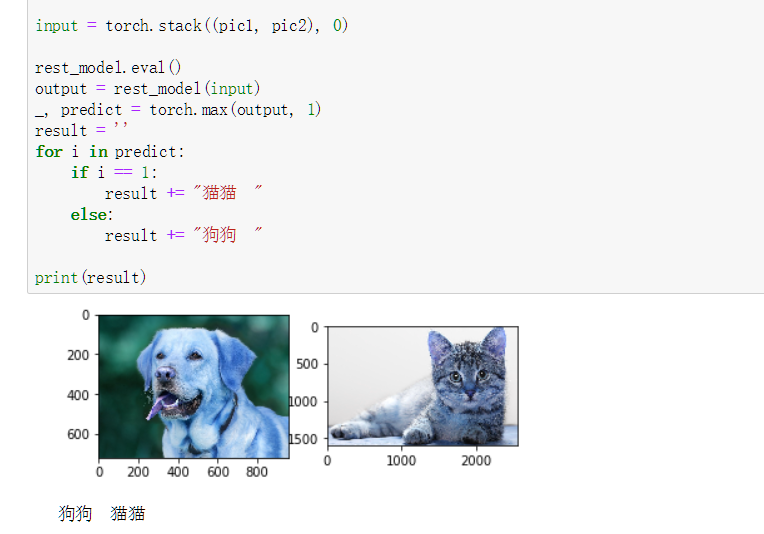 input = torch.stack((pic1, pic2), 0)
rest_model.eval()
output = rest_model(input)
_, predict = torch.max(output, 1)
result = ''
for i in predict:
    if i == 1:
        result += "猫猫  "
    else:
        result += "狗狗  "
print(result)
0
200
400
600
0 200 400 600 800
0
500
1000
1500
0 1000 2000
狗狗  猫猫